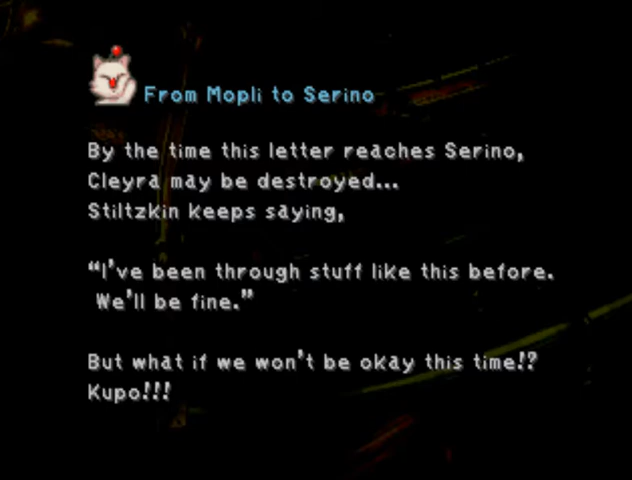 From Mopli to Serino
By the time this letter reaches Serino,
Cleyra may be destroyed...
Stiltzkin keeps saying,
“I've been through stuff like this before.
We'll be fine.”
But what if we won't be okay this time!?
Kupo!!!